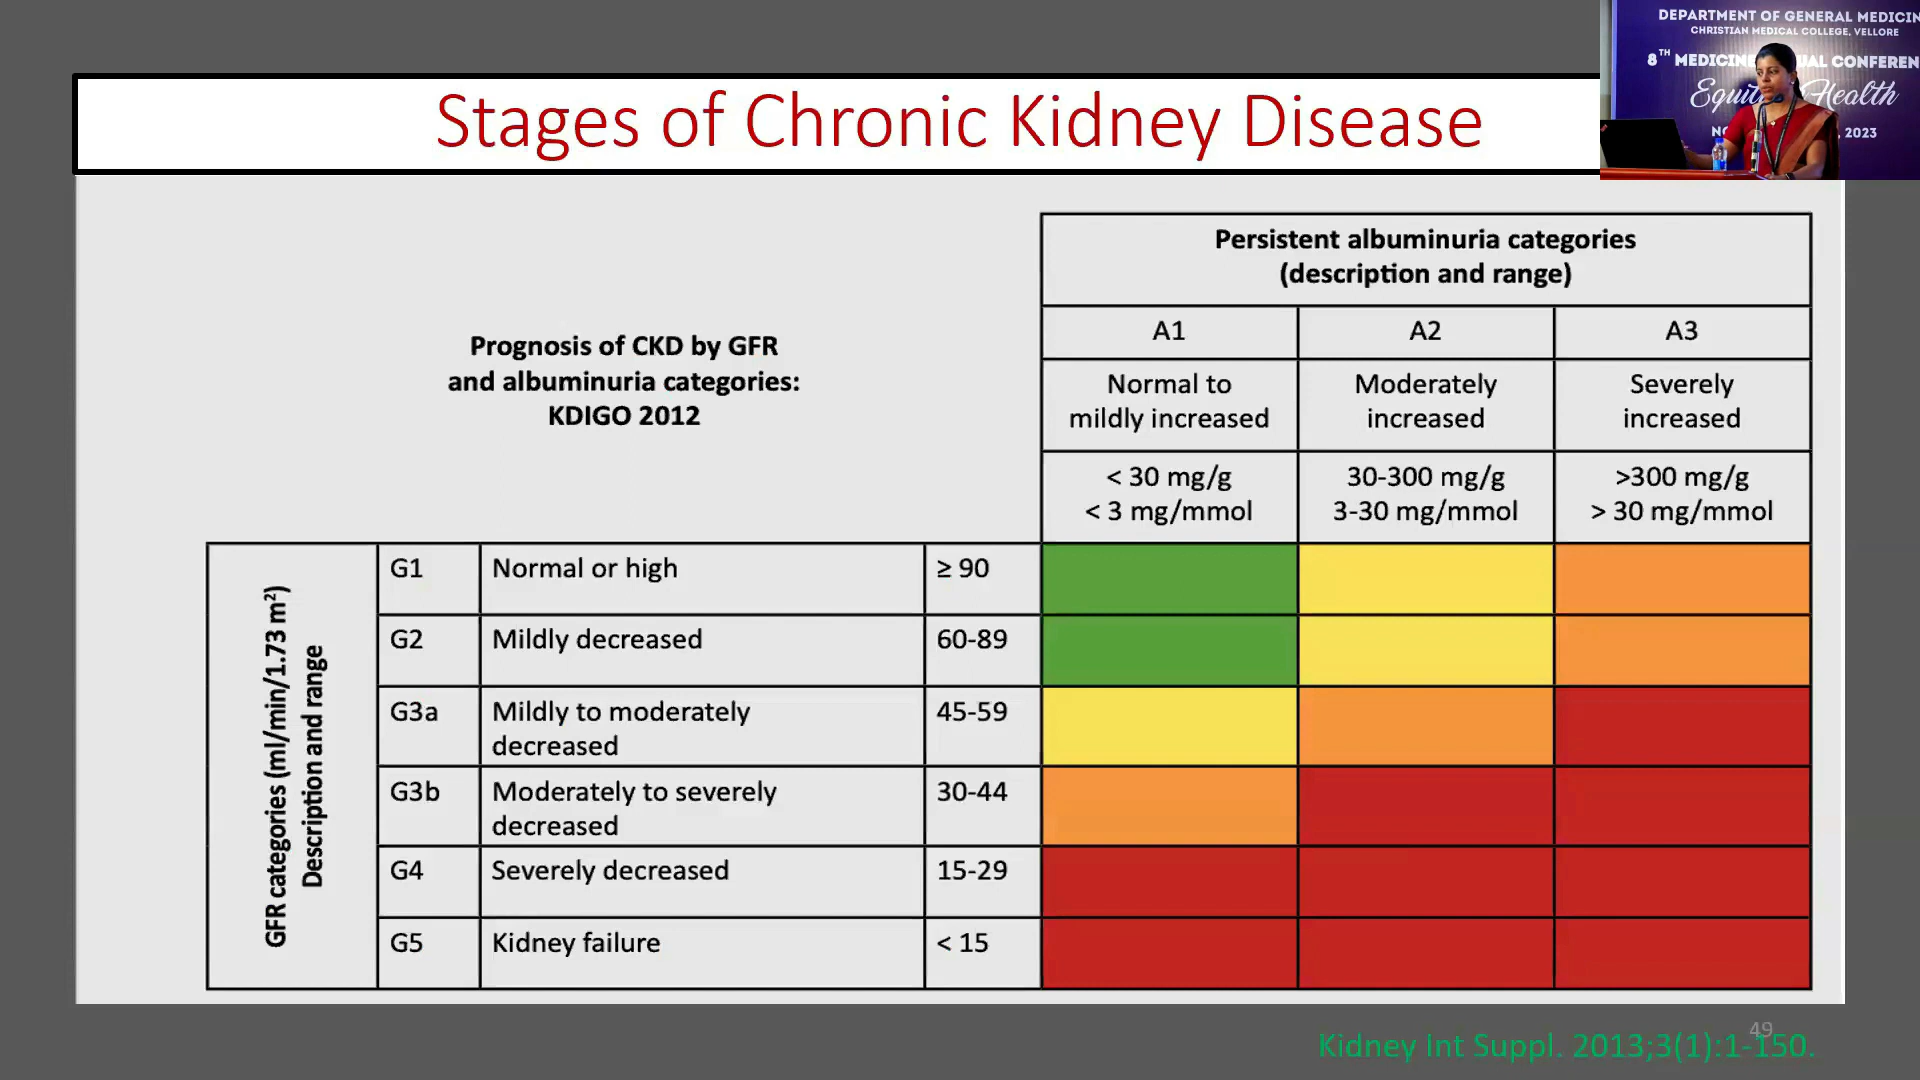 DEPARTMENT OF GENERAL MEDICIN
CHRISTIAN MEDICAL COLLEGE, VELLORE
8TH MEDICINE UAL CONFEREN
Health
2023
Stages of Chronic Kidney Disease
Prognosis of CKD by GFR
and albuminuria categories:
KDIGO 2012
Persistent albuminuria categories
(description and range)
A1
A2
A3
Normal to
mildly increased
Moderately
increased
Severely
increased
< 30 mg/g
< 3 mg/mmol
30-300 mg/g
3-30 mg/mmol
>300 mg/g
> 30 mg/mmol
GFR categories (ml/min/1.73 m²)
Description and range
G1 Normal or high ≥ 90
G2 Mildly decreased 60-89
G3a Mildly to moderately decreased 45-59
G3b Moderately to severely decreased 30-44
G4 Severely decreased 15-29
G5 Kidney failure < 15
49
Kidney Int Suppl. 2013;3(1):1-150.